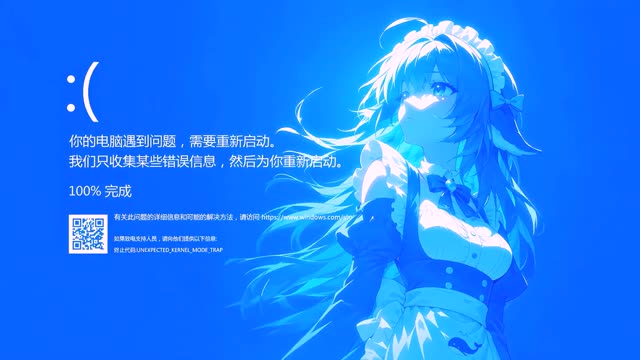 :(
你的电脑遇到问题，需要重新启动。
我们只收集某些错误信息，然后为你重新启动。
100% 完成
有关此问题的详细信息和可能的解决方法，请访问 https://www.windows.com/
如果致电支持人员，请向他们提供以下信息:
终止代码:UNEXPECTED_KERNEL_MODE_TRAP